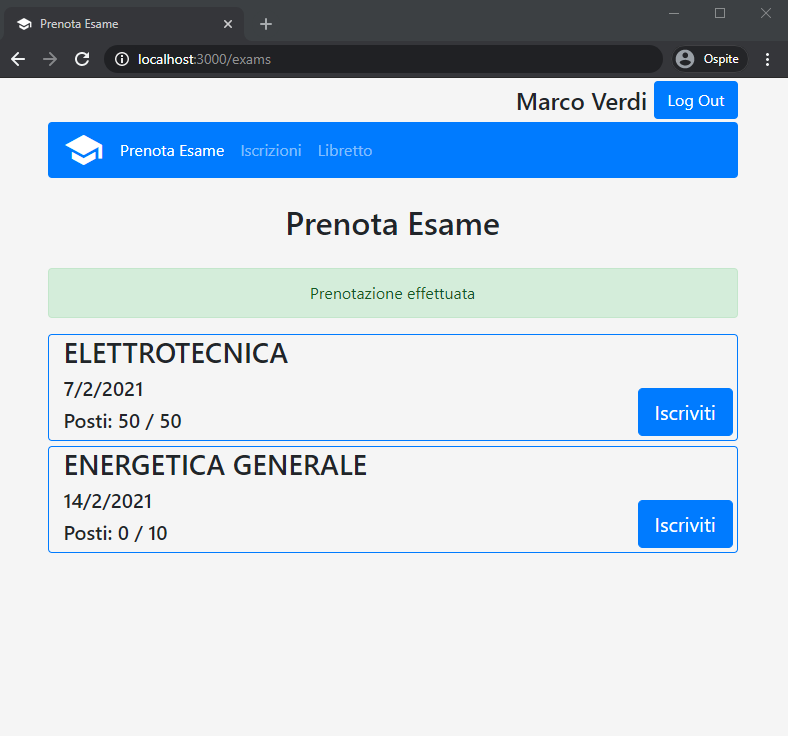 Prenota Esame
localhost:3000/exams
Ospite
Marco Verdi Log Out
Prenota Esame Iscrizioni Libretto
Prenota Esame
Prenotazione effettuata
ELETTROTECNICA
7/2/2021
Posti: 50 / 50
Iscriviti
ENERGETICA GENERALE
14/2/2021
Posti: 0 / 10
Iscriviti